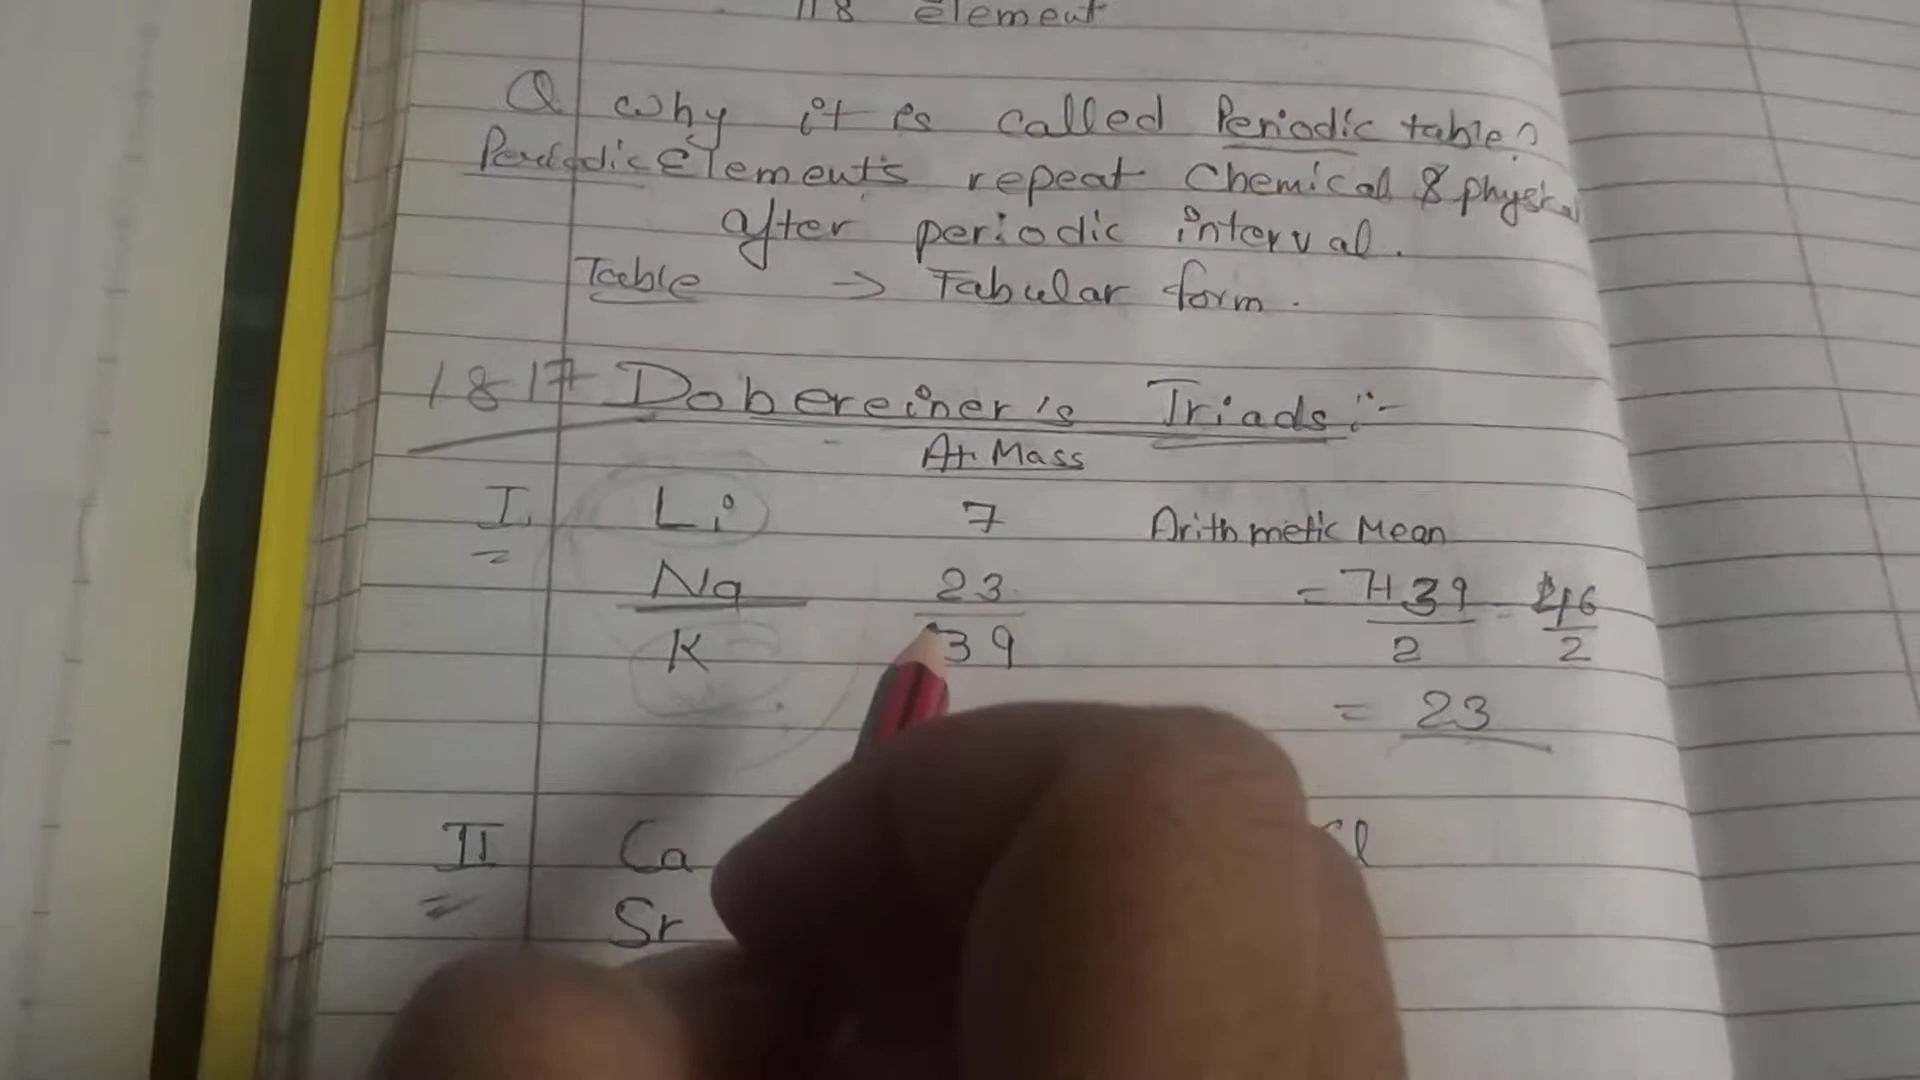 118 element
Q why it is called Periodic table?
Periodic Elements repeat Chemical & physical
after periodic interval.
Table → Tabular form.
1817 Dobereiner's Triads :-
At. Mass
I Li 7 Arithmetic Mean
Na 23 = 7+39/2 = 46/2
K 39
= 23
II Ca Cl
Sr